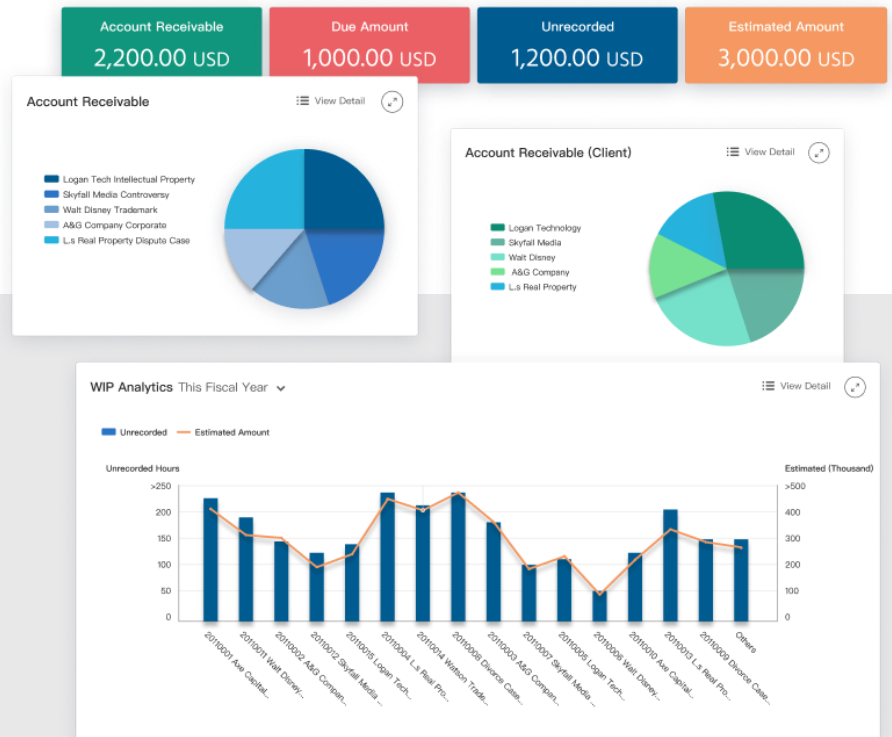 Account Receivable
2,200.00 USD
Due Amount
1,000.00 USD
Unrecorded
1,200.00 USD
Estimated Amount
3,000.00 USD
Account Receivable
View Detail
Logan Tech Intellectual Property
Skyfall Media Controversy
Walt Disney Trademark
A&G Company Corporate
L.s Real Property Dispute Case
Account Receivable (Client)
View Detail
Logan Technology
Skyfall Media
Walt Disney
A&G Company
L.s Real Property
WIP Analytics This Fiscal Year
View Detail
Unrecorded
Estimated Amount
Unrecorded Hours
Estimated (Thousand)
>250
200
150
100
50
0
>500
400
300
200
100
0
20110001 Axe Capital...
20110011 Walt Disney...
20110002 A&G Compan...
20110012 Skyfall Media ...
20110015 Logan Tech...
20110004 L.s Real Pro...
20110014 Watson Trade...
20110008 Divorce Case...
20110003 A&G Compan...
20110007 Skyfall Media ...
20110005 Logan Tech...
20110006 Walt Disney...
20110010 Axe Capital...
20110013 L.s Real Pro...
20110009 Divorce Case...
Others